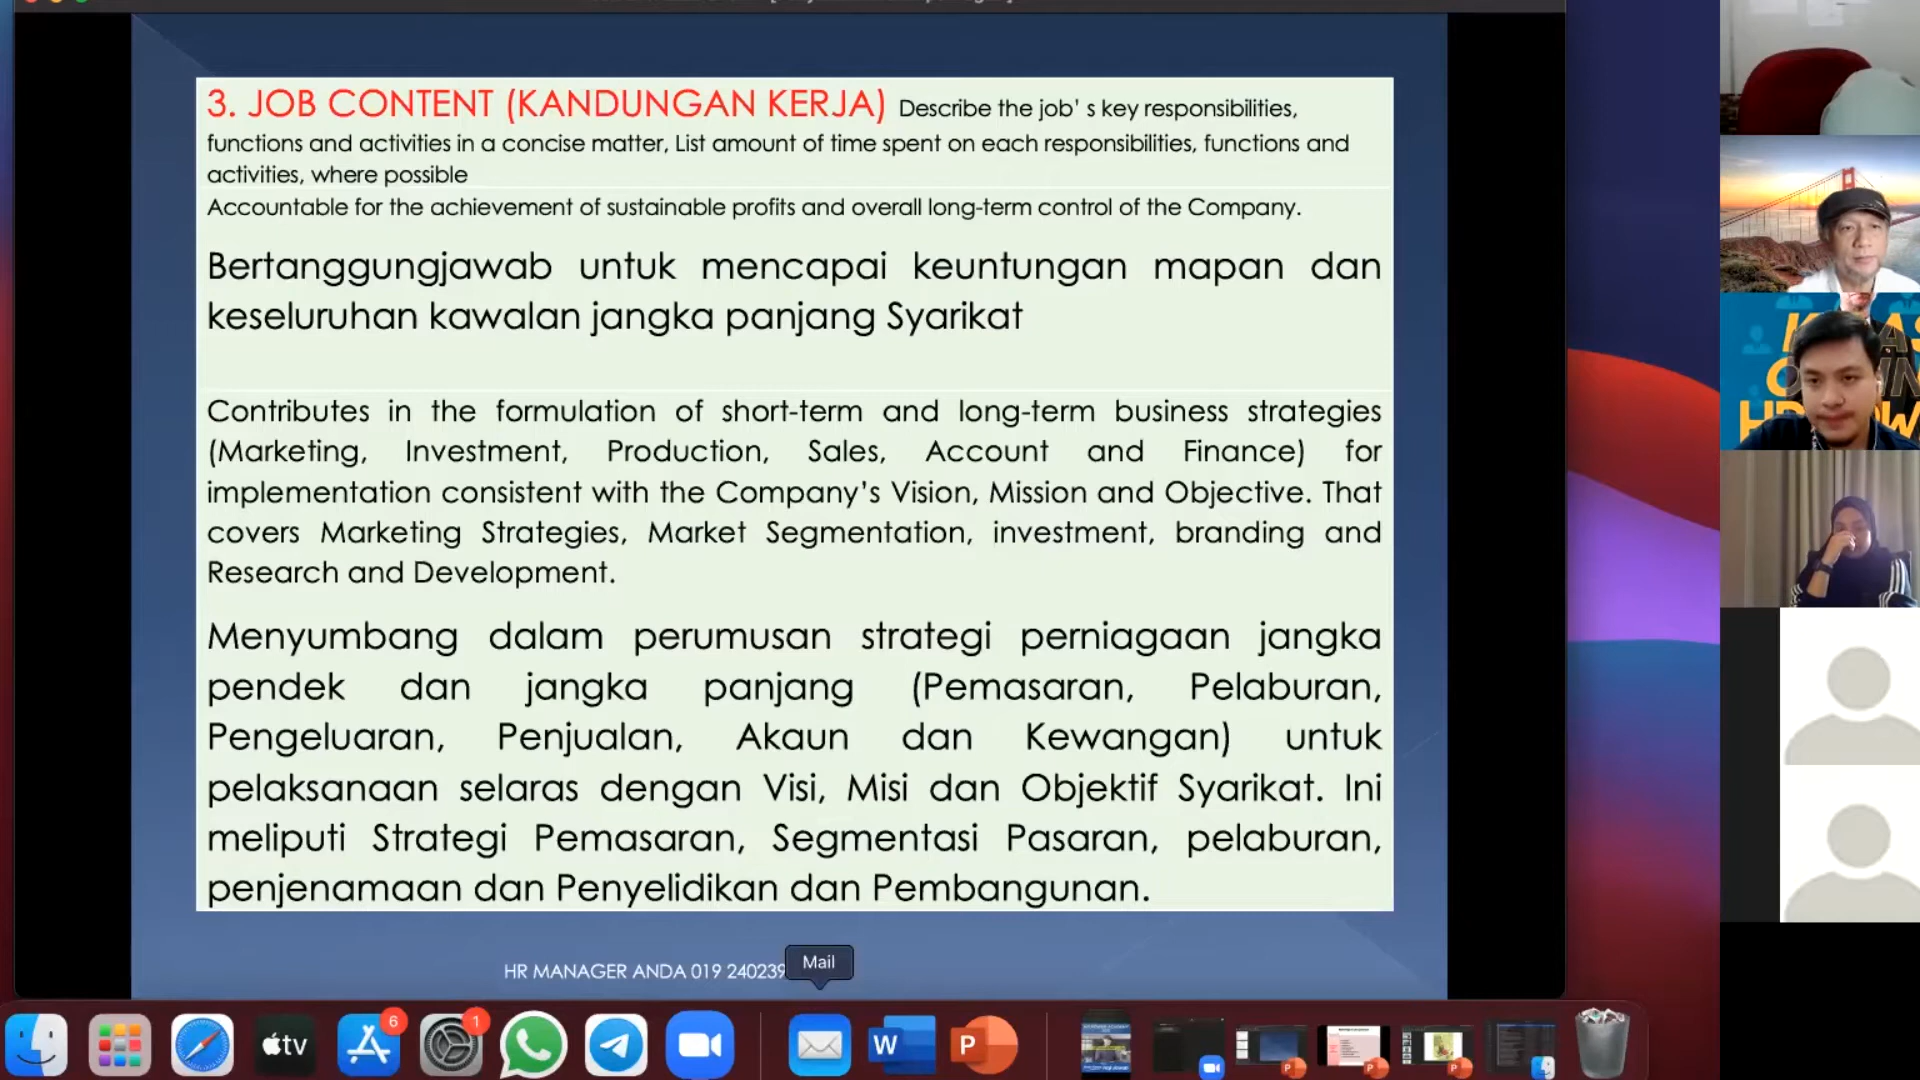 3. JOB CONTENT (KANDUNGAN KERJA) Describe the job' s key responsibilities,
functions and activities in a concise matter, List amount of time spent on each responsibilities, functions and
activities, where possible
Accountable for the achievement of sustainable profits and overall long-term control of the Company.
Bertanggungjawab untuk mencapai keuntungan mapan dan
keseluruhan kawalan jangka panjang Syarikat
Contributes in the formulation of short-term and long-term business strategies
(Marketing, Investment, Production, Sales, Account and Finance) for
implementation consistent with the Company’s Vision, Mission and Objective. That
covers Marketing Strategies, Market Segmentation, investment, branding and
Research and Development.
Menyumbang dalam perumusan strategi perniagaan jangka
pendek dan jangka panjang (Pemasaran, Pelaburan,
Pengeluaran, Penjualan, Akaun dan Kewangan) untuk
pelaksanaan selaras dengan Visi, Misi dan Objektif Syarikat. Ini
meliputi Strategi Pemasaran, Segmentasi Pasaran, pelaburan,
penjenamaan dan Penyelidikan dan Pembangunan.
HR MANAGER ANDA 019 240239
Mail
tv
6
1
W
P